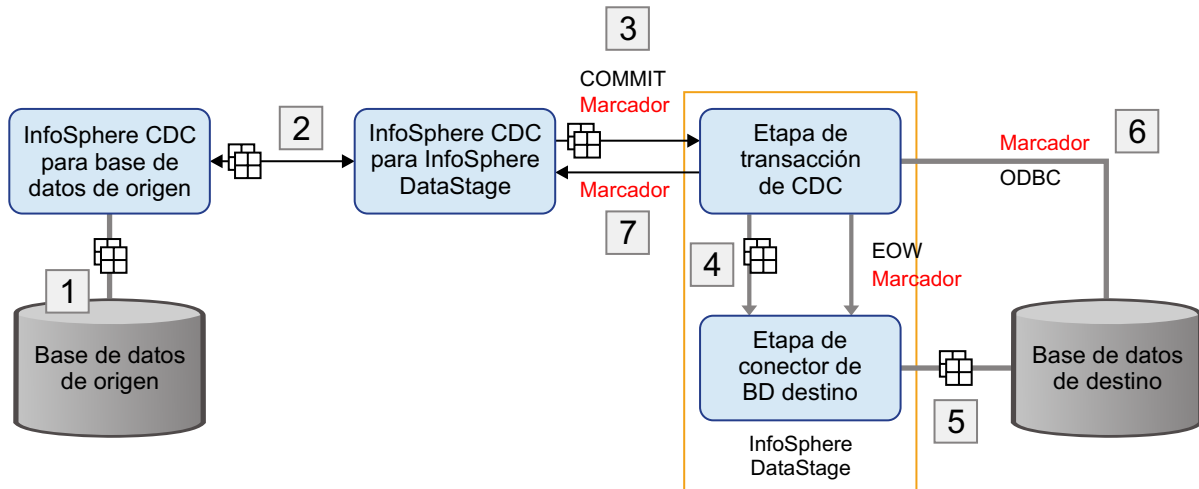 3
COMMIT
Marcador
2
6
InfoSphere CDC
para base de
datos de origen
InfoSphere CDC
para InfoSphere
DataStage
Etapa de
transacción
de CDC
Marcador
ODBC
Marcador
7
1
4
EOW
Marcador
Base de datos
de origen
Etapa de
conector de
BD destino
Base de datos
de destino
5
InfoSphere
DataStage